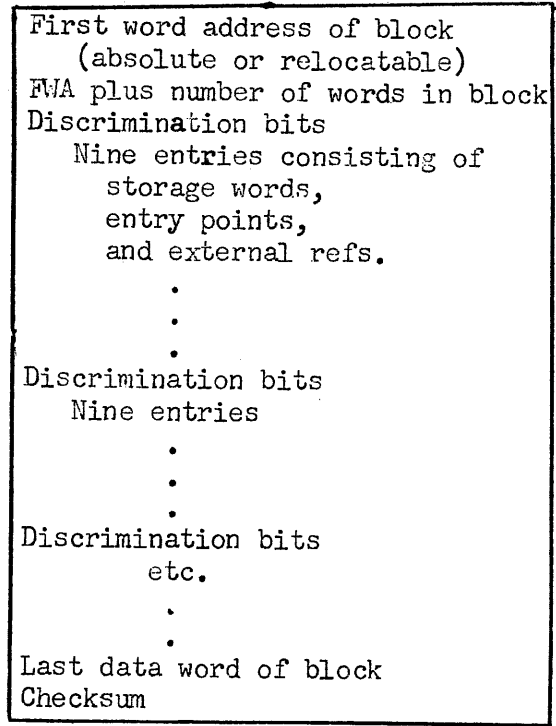 First word address of block
(absolute or relocatable)
FWA plus number of words in block
Discrimination bits
Nine entries consisting of
storage words,
entry points,
and external refs.
.
.
.
Discrimination bits
Nine entries
.
.
.
Discrimination bits
etc.
.
.
Last data word of block
Checksum